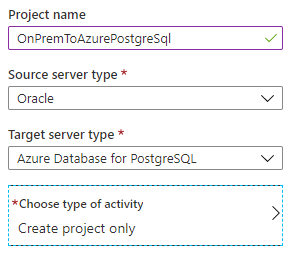 Project name
OnPremToAzurePostgreSql
Source server type *
Oracle
Target server type *
Azure Database for PostgreSQL
*Choose type of activity
Create project only